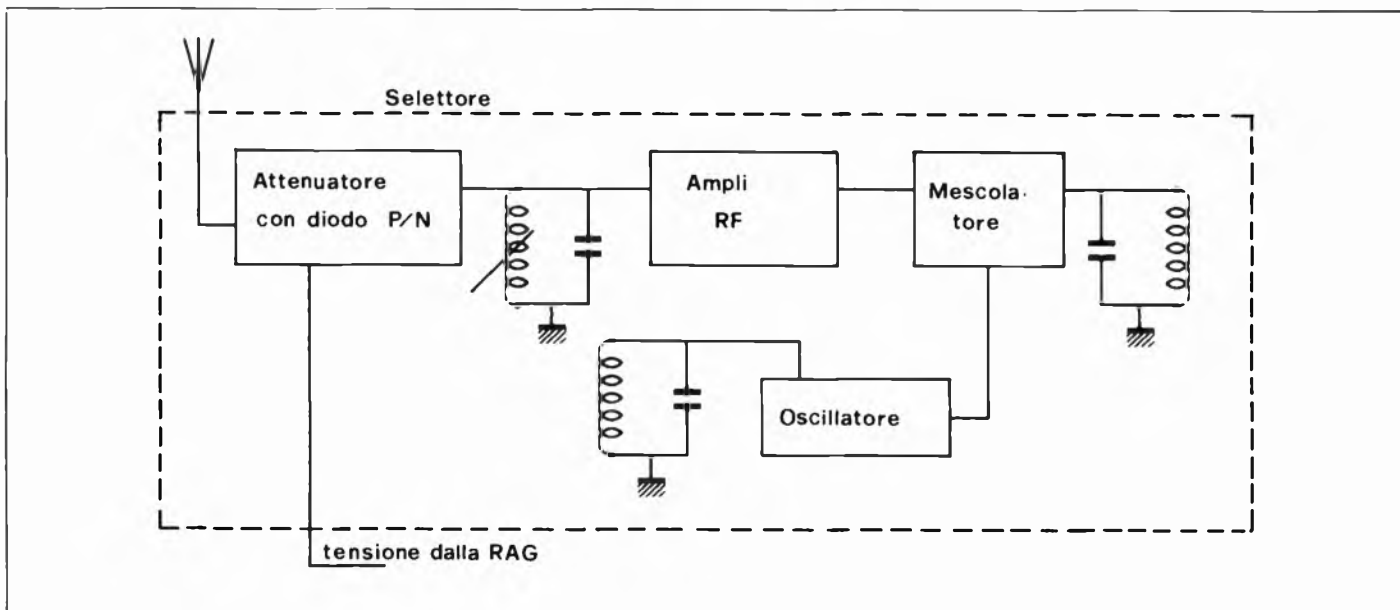 Selettore
Attenuatore
con diodo P/N
Ampli
RF
Mescola.
tore
Oscillatore
tensione dalla RAG